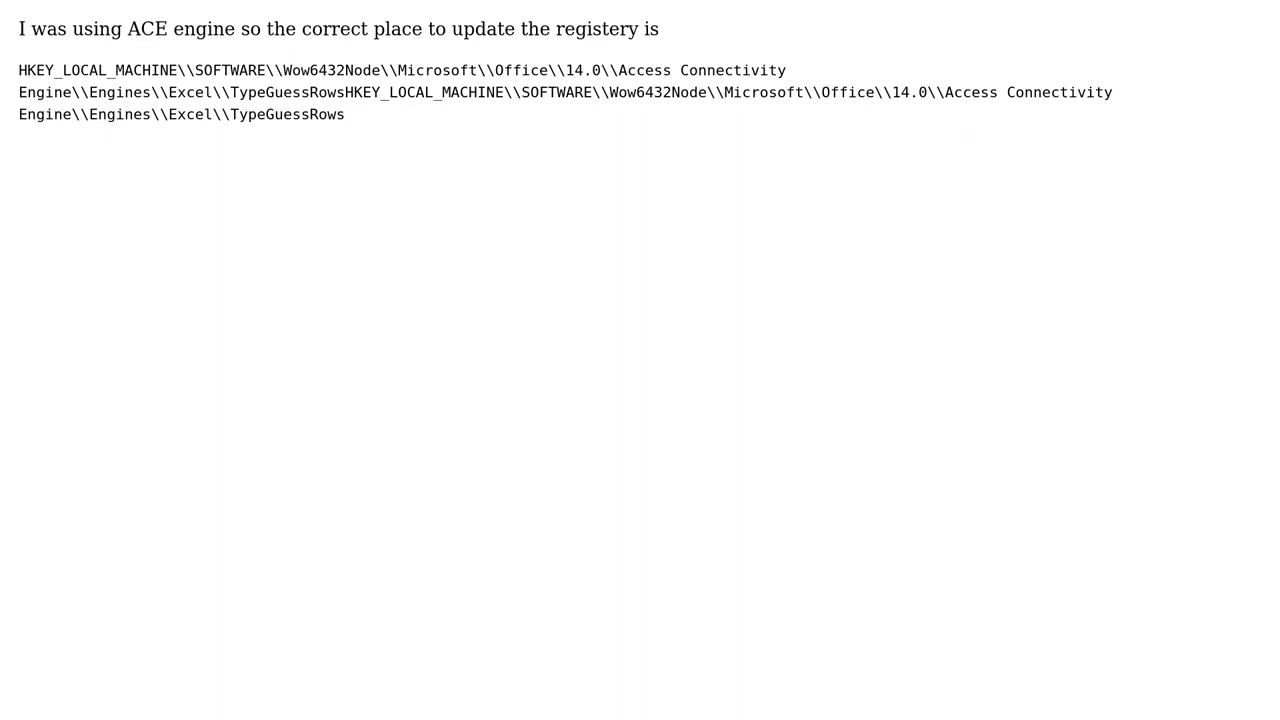 I was using ACE engine so the correct place to update the registery is
HKEY_LOCAL_MACHINE\\SOFTWARE\\Wow6432Node\\Microsoft\\Office\\14.0\\Access Connectivity
Engine\\Engines\\Excel\\TypeGuessRowsHKEY_LOCAL_MACHINE\\SOFTWARE\\Wow6432Node\\Microsoft\\Office\\14.0\\Access Connectivity
Engine\\Engines\\Excel\\TypeGuessRows